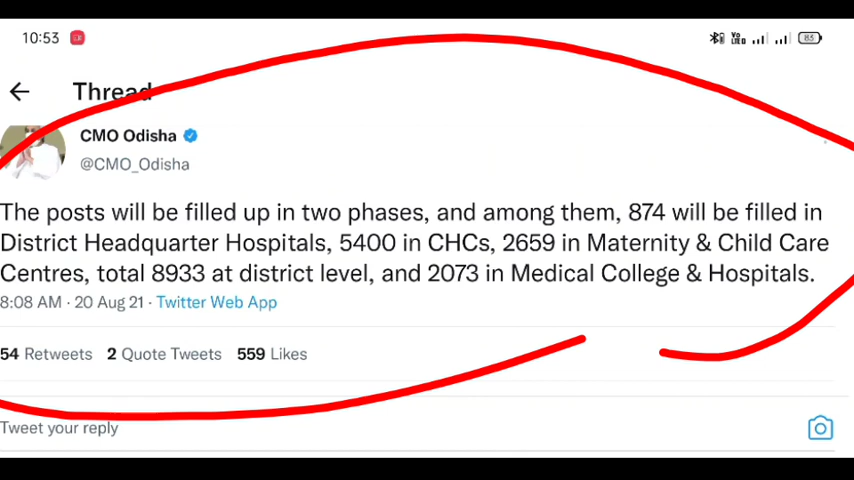 10:53
VoLTE 83
Thread
CMO Odisha
@CMO_Odisha
The posts will be filled up in two phases, and among them, 874 will be filled in
District Headquarter Hospitals, 5400 in CHCs, 2659 in Maternity & Child Care
Centres, total 8933 at district level, and 2073 in Medical College & Hospitals.
8:08 AM · 20 Aug 21 · Twitter Web App
54 Retweets 2 Quote Tweets 559 Likes
Tweet your reply